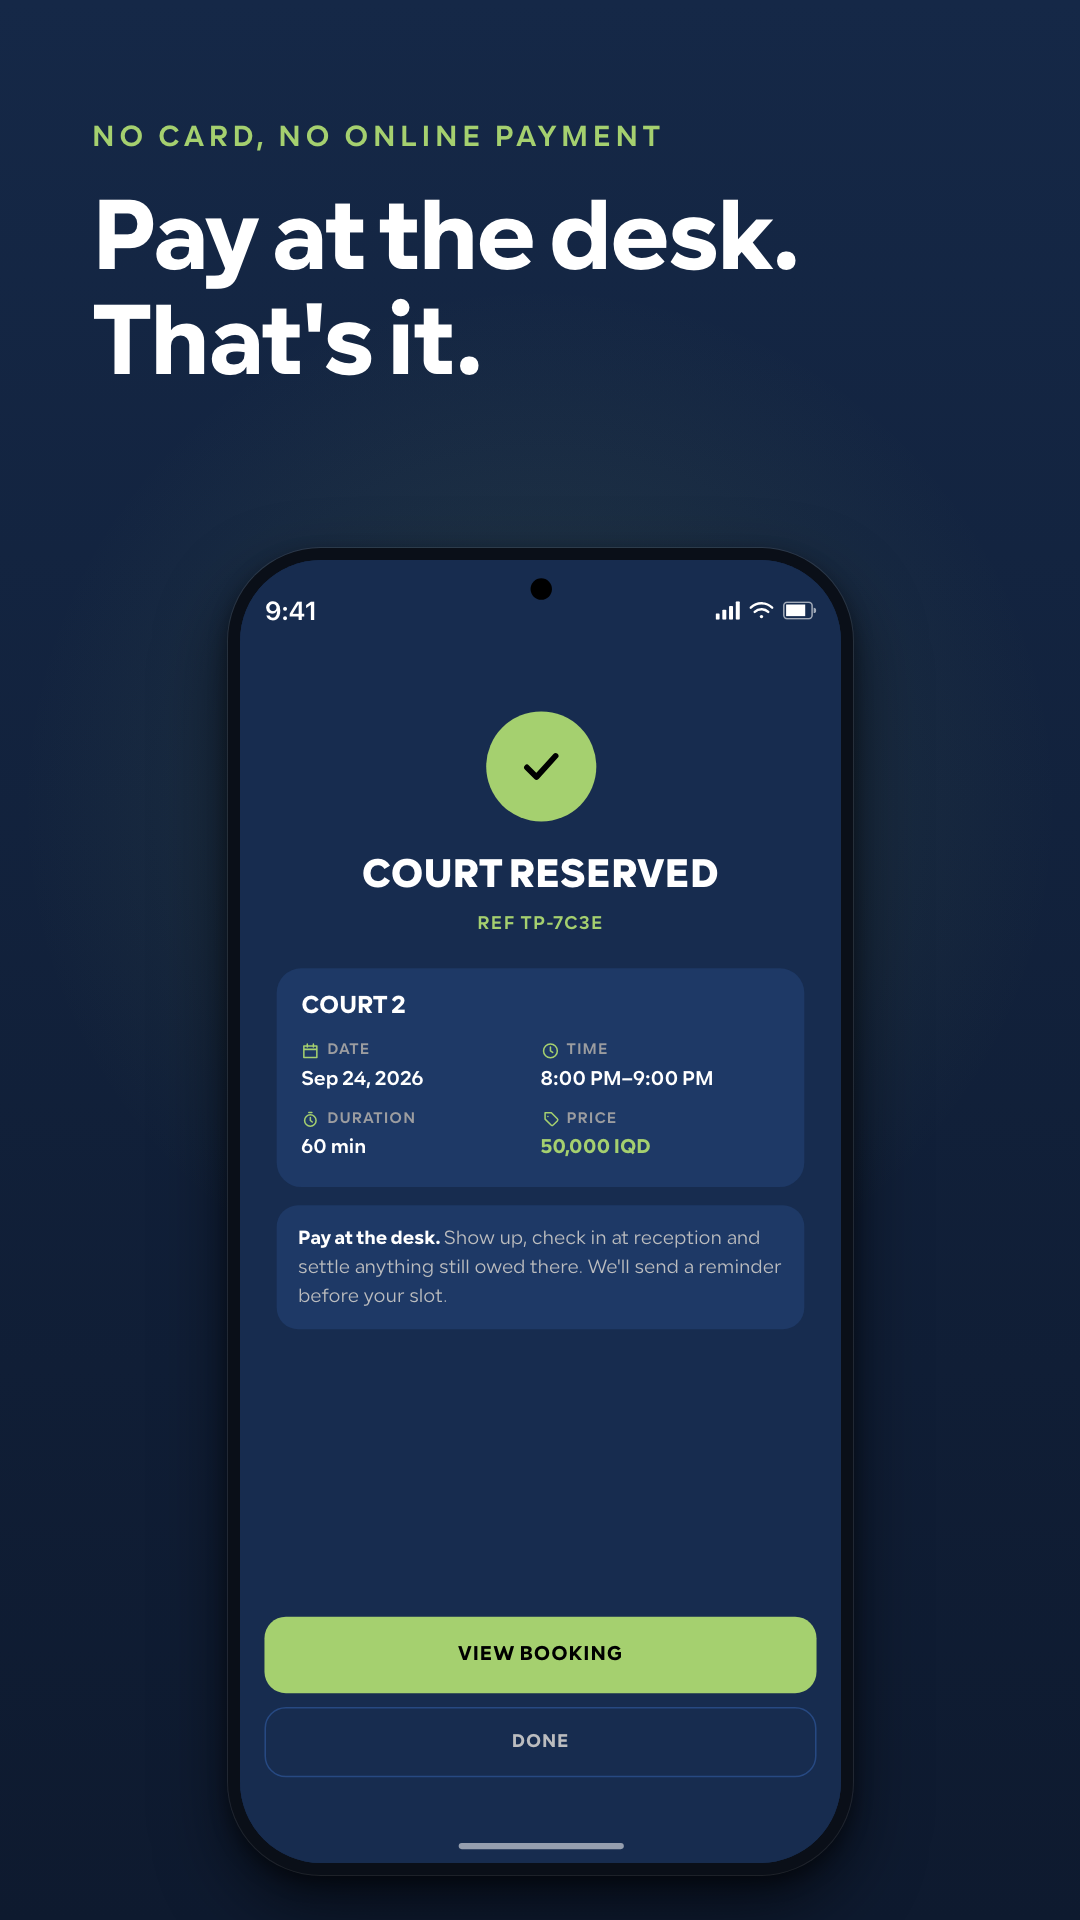 NO CARD, NO ONLINE PAYMENT
Pay at the desk.
That's it.
9:41
COURT RESERVED
REF TP-7C3E
COURT 2
DATE
TIME
Sep 24, 2026
8:00 PM–9:00 PM
DURATION
PRICE
60 min
50,000 IQD
Pay at the desk. Show up, check in at reception and
settle anything still owed there. We'll send a reminder
before your slot.
VIEW BOOKING
DONE